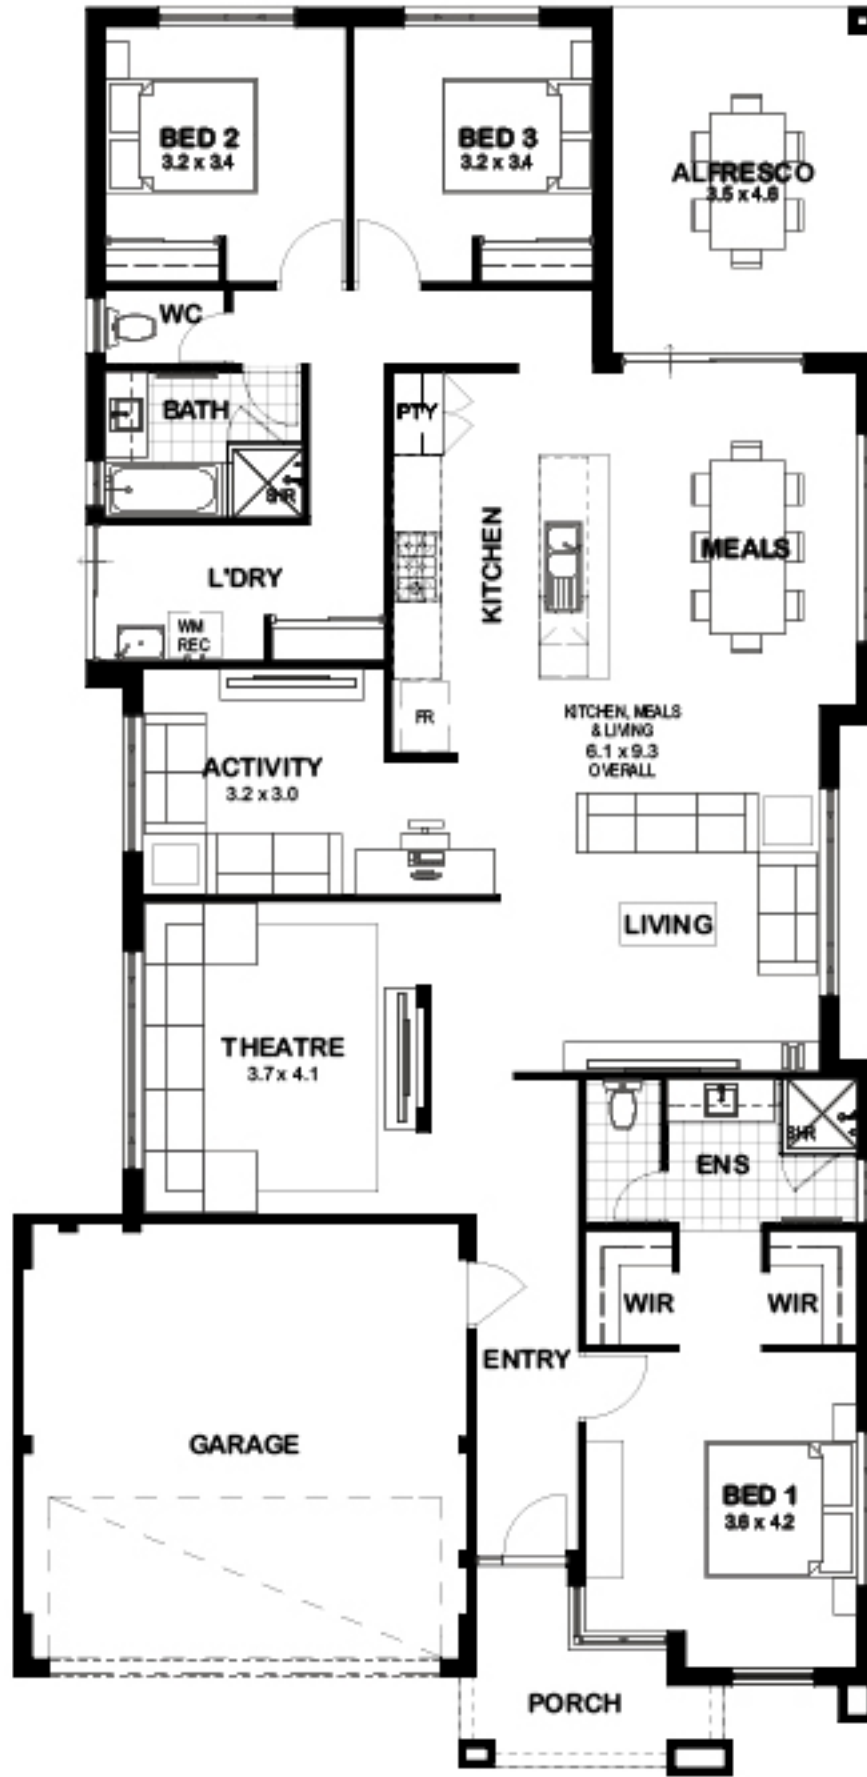 BED 2
3.2 x 3.4
BED 3
3.2 x 3.4
ALFRESCO
3.5 x 4.6
WC
BATH
PTY
SHR
KITCHEN
MEALS
L'DRY
WM
REC
FR
KITCHEN, MEALS
& LIVING
6.1 x 9.3
OVERALL
ACTIVITY
3.2 x 3.0
LIVING
THEATRE
3.7 x 4.1
SHR
ENS
WIR
WIR
ENTRY
GARAGE
BED 1
3.6 x 4.2
PORCH